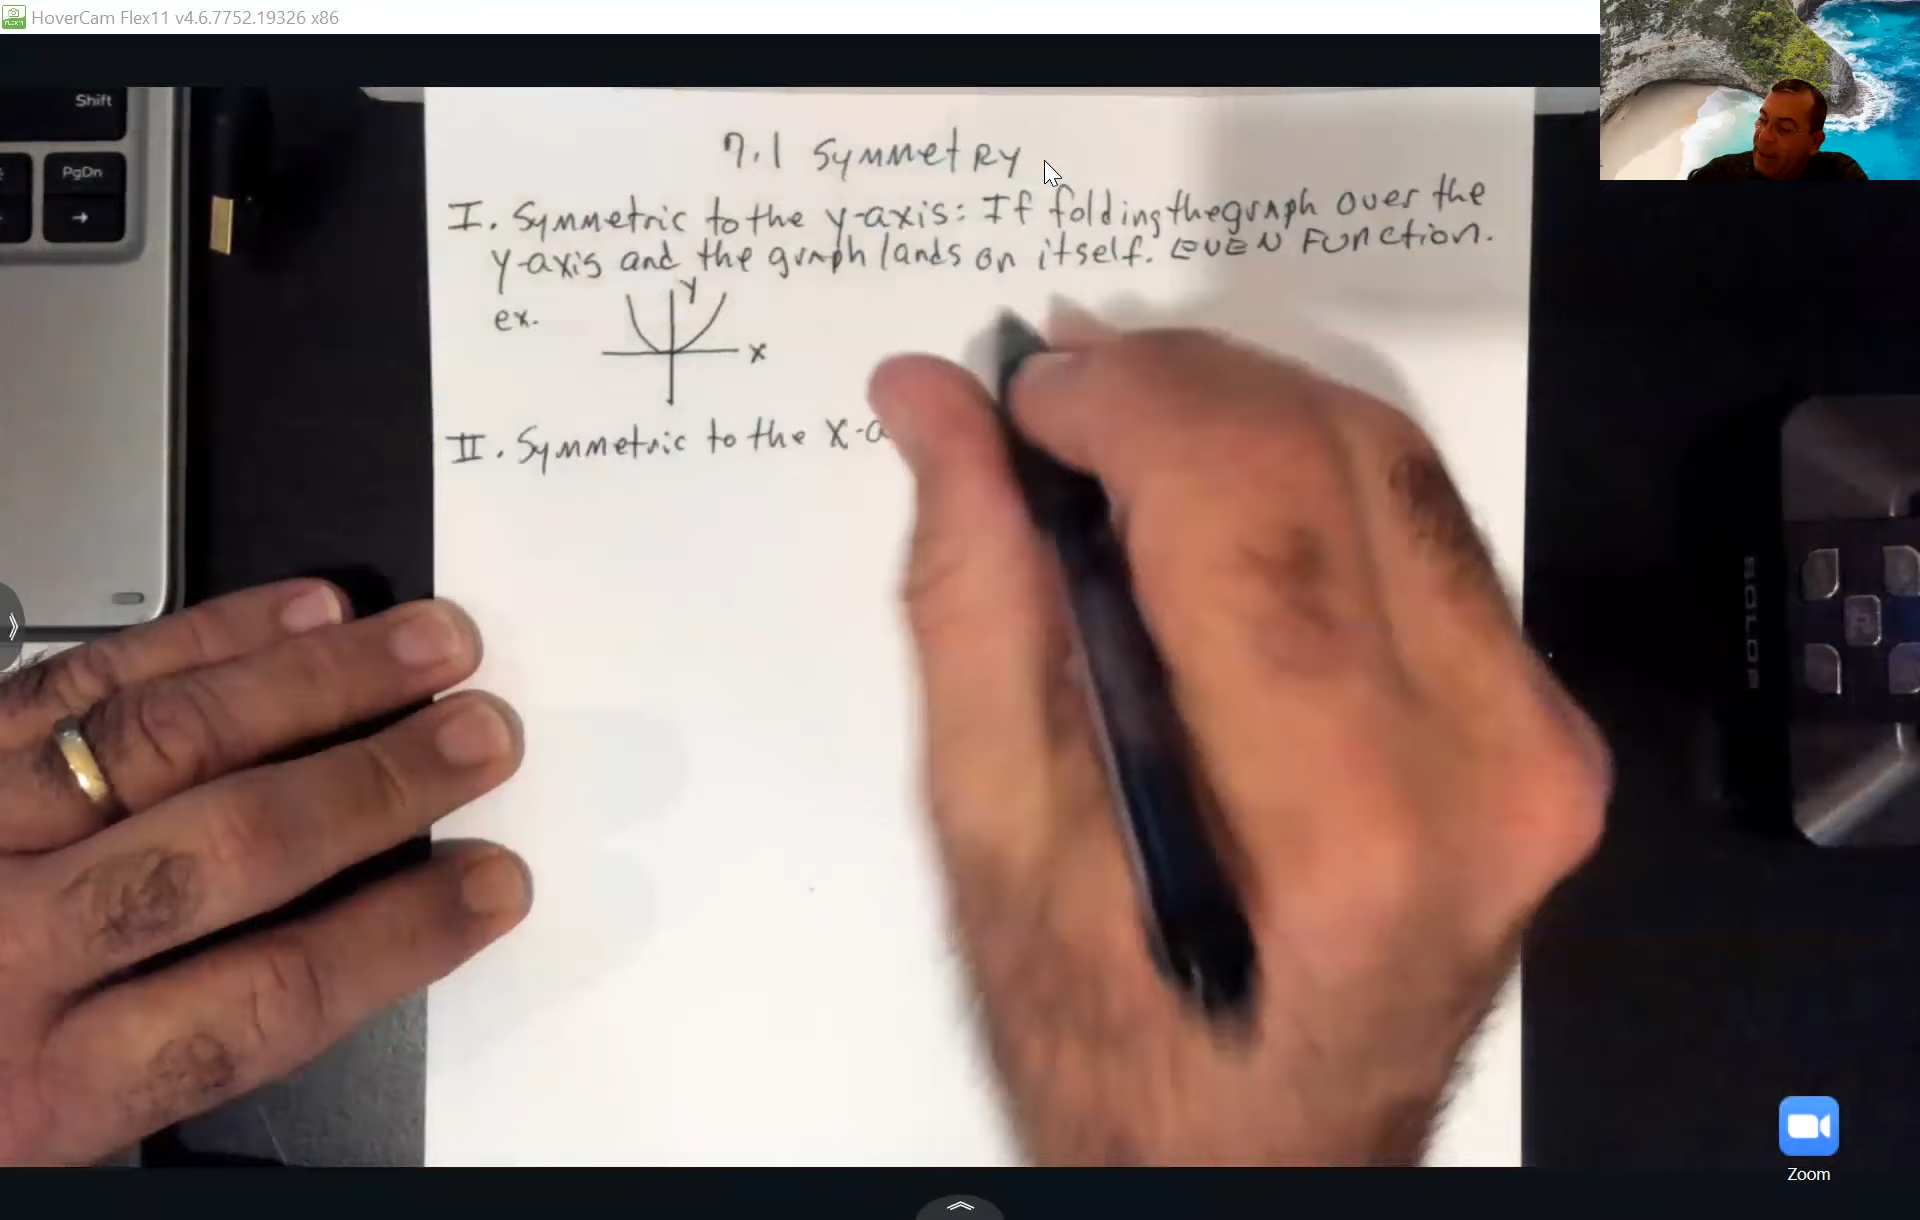 HoverCam Flex11 v4.6.7752.19326 x86
Shift
PgDn
7.1 Symmetry
I. Symmetric to the y-axis: If folding the graph over the
y-axis and the graph lands on itself. EVEN Function.
y
ex.
x
II. Symmetric to the x-a
Zoom